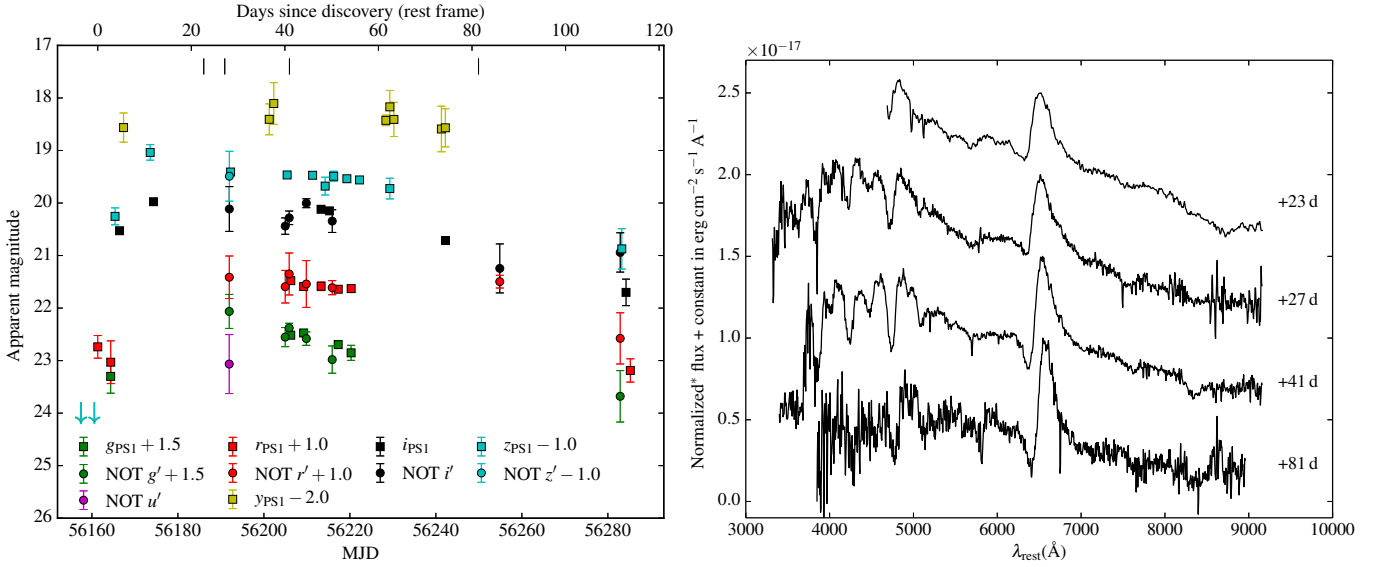 Days since discovery (rest frame)
0 20 40 60 80 100 120
17
18
19
20
21
22
23
24
25
26
Apparent magnitude
g_PS1 + 1.5
r_PS1 + 1.0
i_PS1
z_PS1 − 1.0
NOT g′ + 1.5
NOT r′ + 1.0
NOT i′
NOT z′ − 1.0
NOT u′
y_PS1 − 2.0
56160 56180 56200 56220 56240 56260 56280
MJD
×10⁻¹⁷
2.5
2.0
1.5
1.0
0.5
0.0
Normalized* flux + constant in erg cm⁻² s⁻¹ A⁻¹
+23 d
+27 d
+41 d
+81 d
3000 4000 5000 6000 7000 8000 9000 10000
λ_rest(Å)